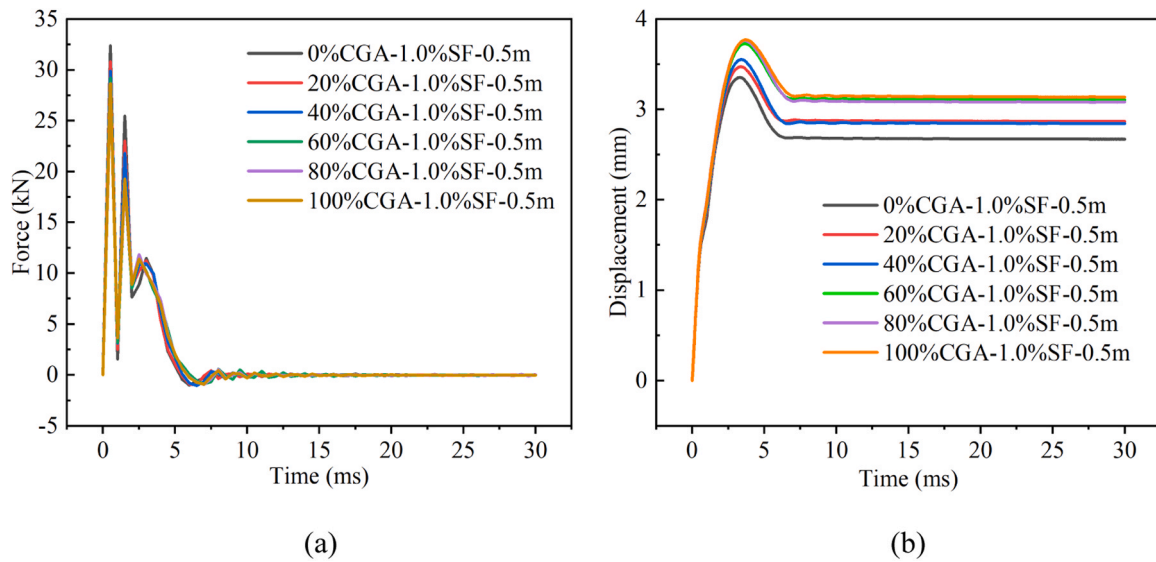 35
30
25
20
15
10
5
0
-5
Force (kN)
0%CGA-1.0%SF-0.5m
20%CGA-1.0%SF-0.5m
40%CGA-1.0%SF-0.5m
60%CGA-1.0%SF-0.5m
80%CGA-1.0%SF-0.5m
100%CGA-1.0%SF-0.5m
0 5 10 15 20 25 30
Time (ms)
(a)
4
3
2
1
0
Displacement (mm)
0%CGA-1.0%SF-0.5m
20%CGA-1.0%SF-0.5m
40%CGA-1.0%SF-0.5m
60%CGA-1.0%SF-0.5m
80%CGA-1.0%SF-0.5m
100%CGA-1.0%SF-0.5m
0 5 10 15 20 25 30
Time (ms)
(b)